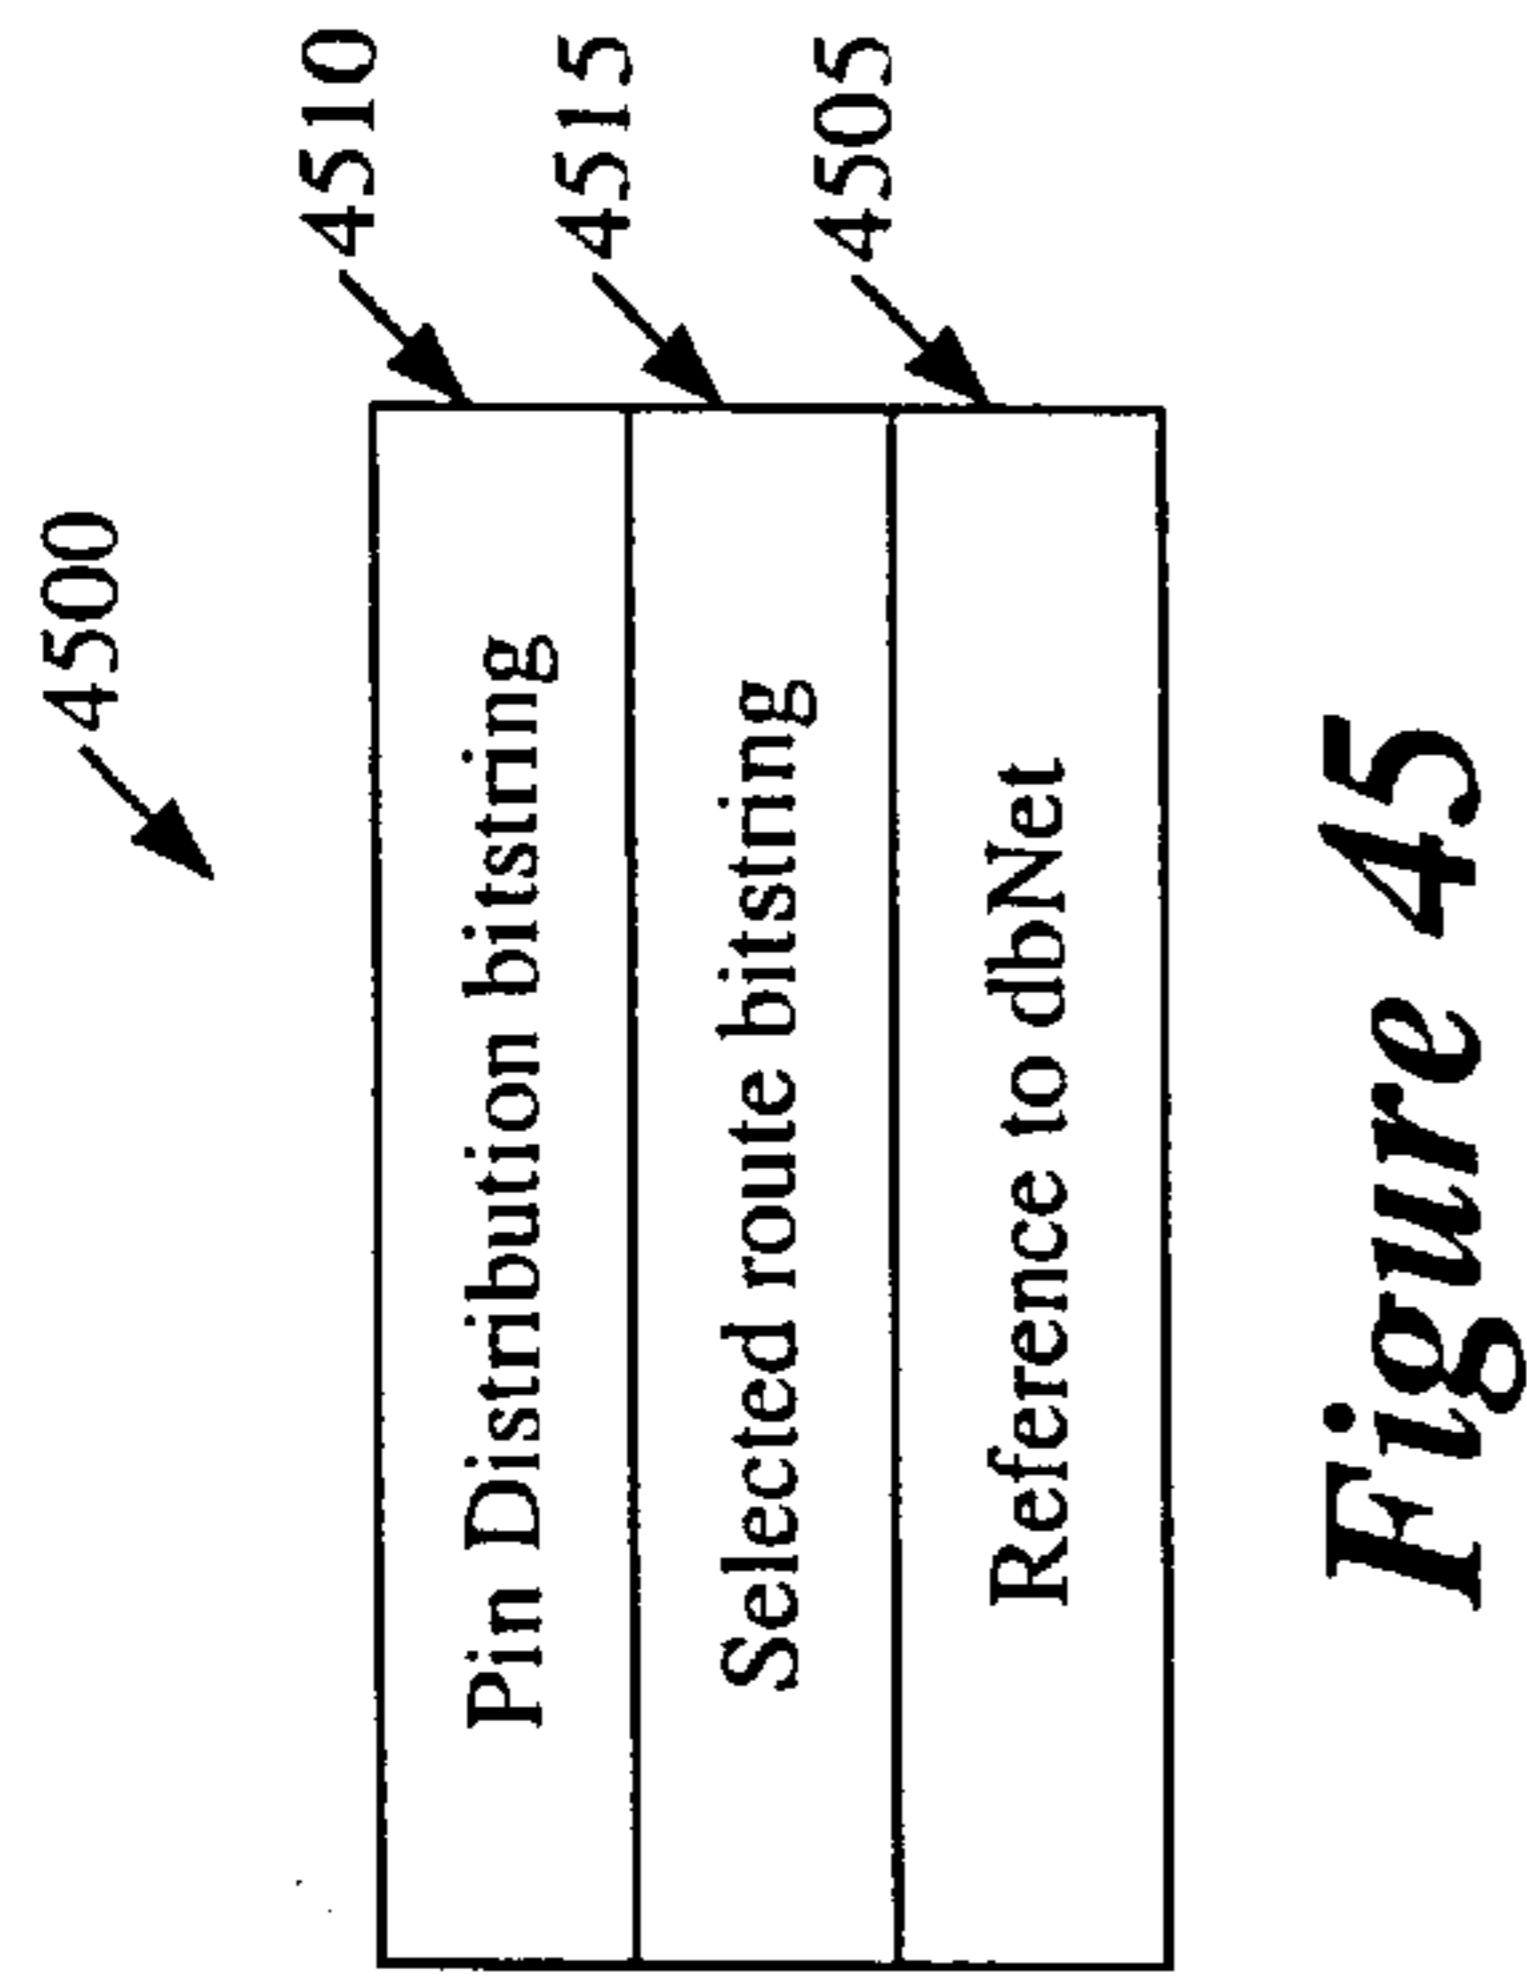 4500
Pin Distribution bitstring
4510
Selected route bitstring
4515
Reference to dbNet
4505
Figure 45